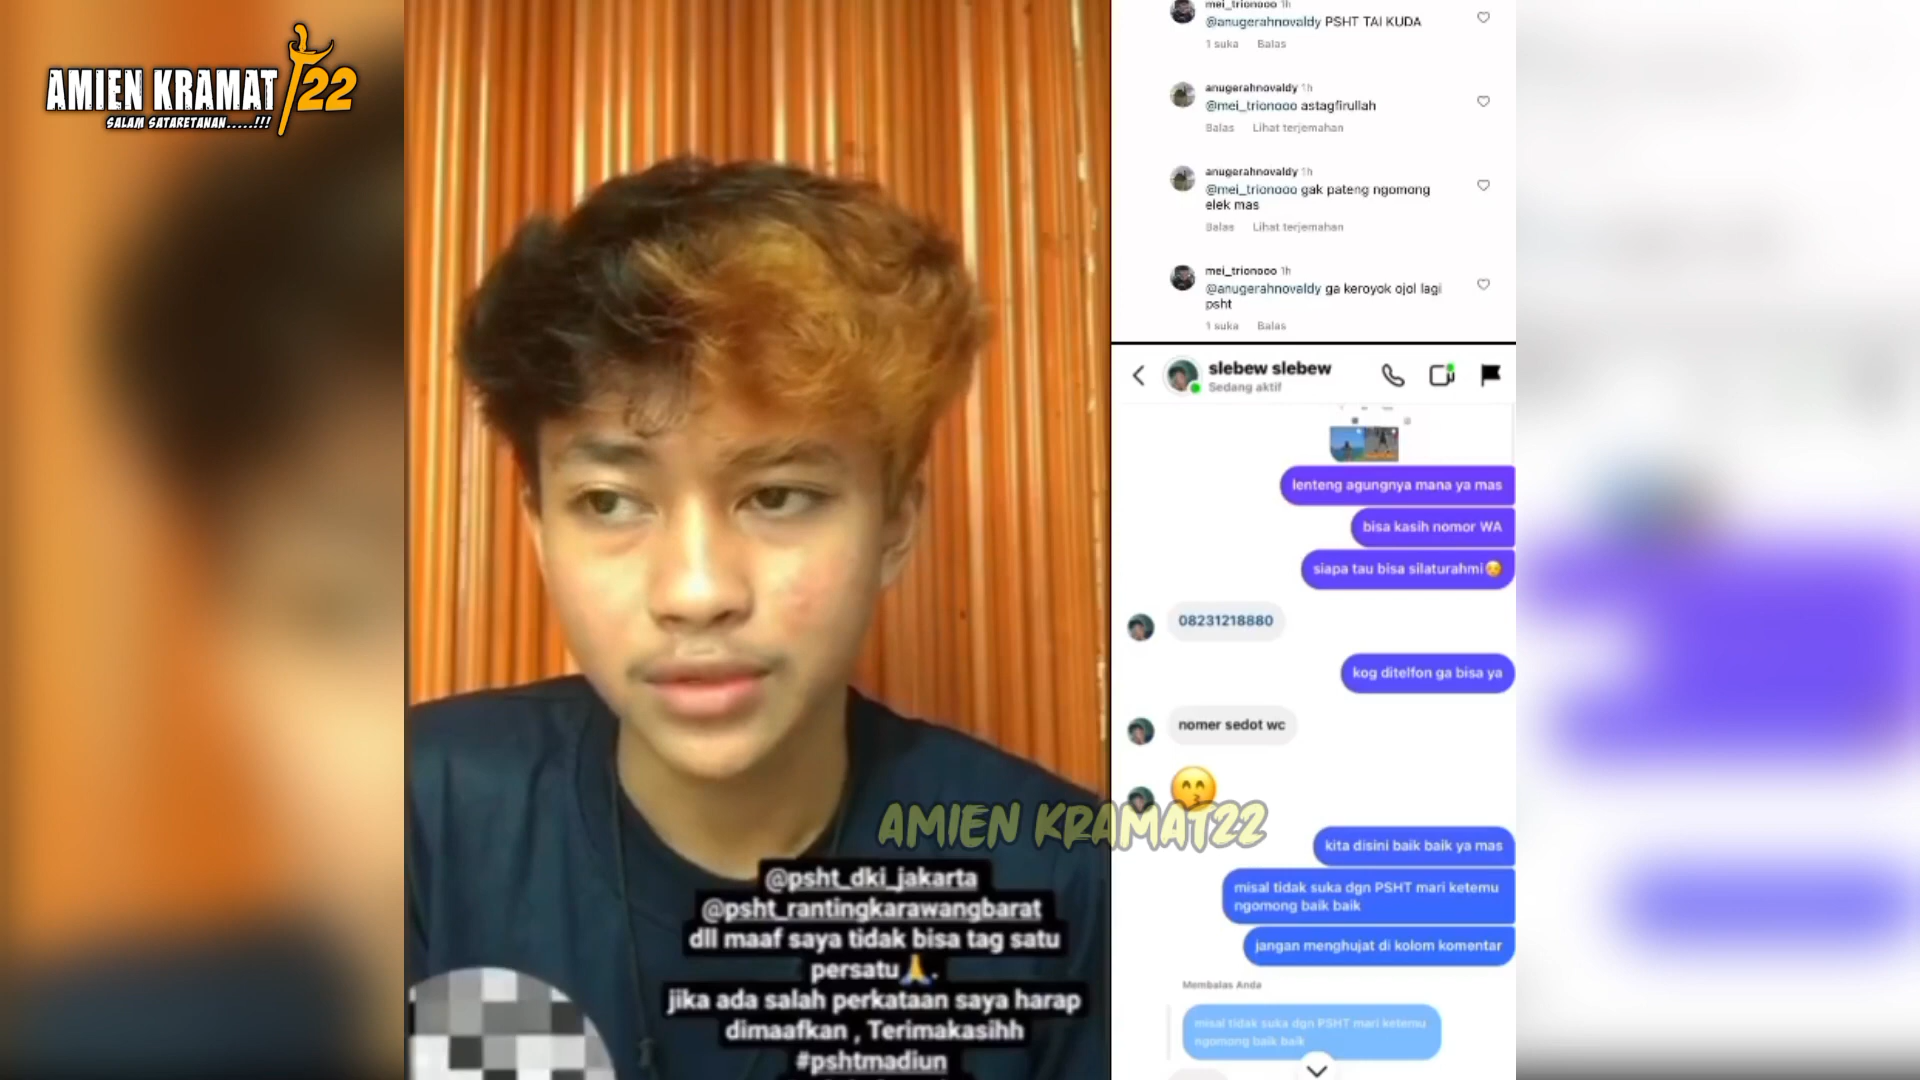 AMIEN KRAMAT 22
SALAM SATARETANAN.....!!!
mei_trionooo 1h
@anugerahnovaldy PSHT TAI KUDA
1 suka Balas
anugerahnovaldy 1h
@mei_trionooo astagfirullah
Balas Lihat terjemahan
anugerahnovaldy 1h
@mei_trionooo gak pateng ngomong
elek mas
Balas Lihat terjemahan
mei_trionooo 1h
@anugerahnovaldy ga keroyok ojol lagi
psht
1 suka Balas
slebew slebew
Sedang aktif
lenteng agungnya mana ya mas
bisa kasih nomor WA
siapa tau bisa silaturahmi😥
08231218880
kog ditelfon ga bisa ya
nomer sedot wc
😙
kita disini baik baik ya mas
misal tidak suka dgn PSHT mari ketemu
ngomong baik baik
jangan menghujat di kolom komentar
Membalas Anda
misal tidak suka dgn PSHT mari ketemu
ngomong baik baik
AMIEN KRAMAT22
@psht_dki_jakarta
@psht_rantingkarawangbarat
dll maaf saya tidak bisa tag satu
persatu🙏.
jika ada salah perkataan saya harap
dimaafkan , Terimakasihh
#pshtmadiun